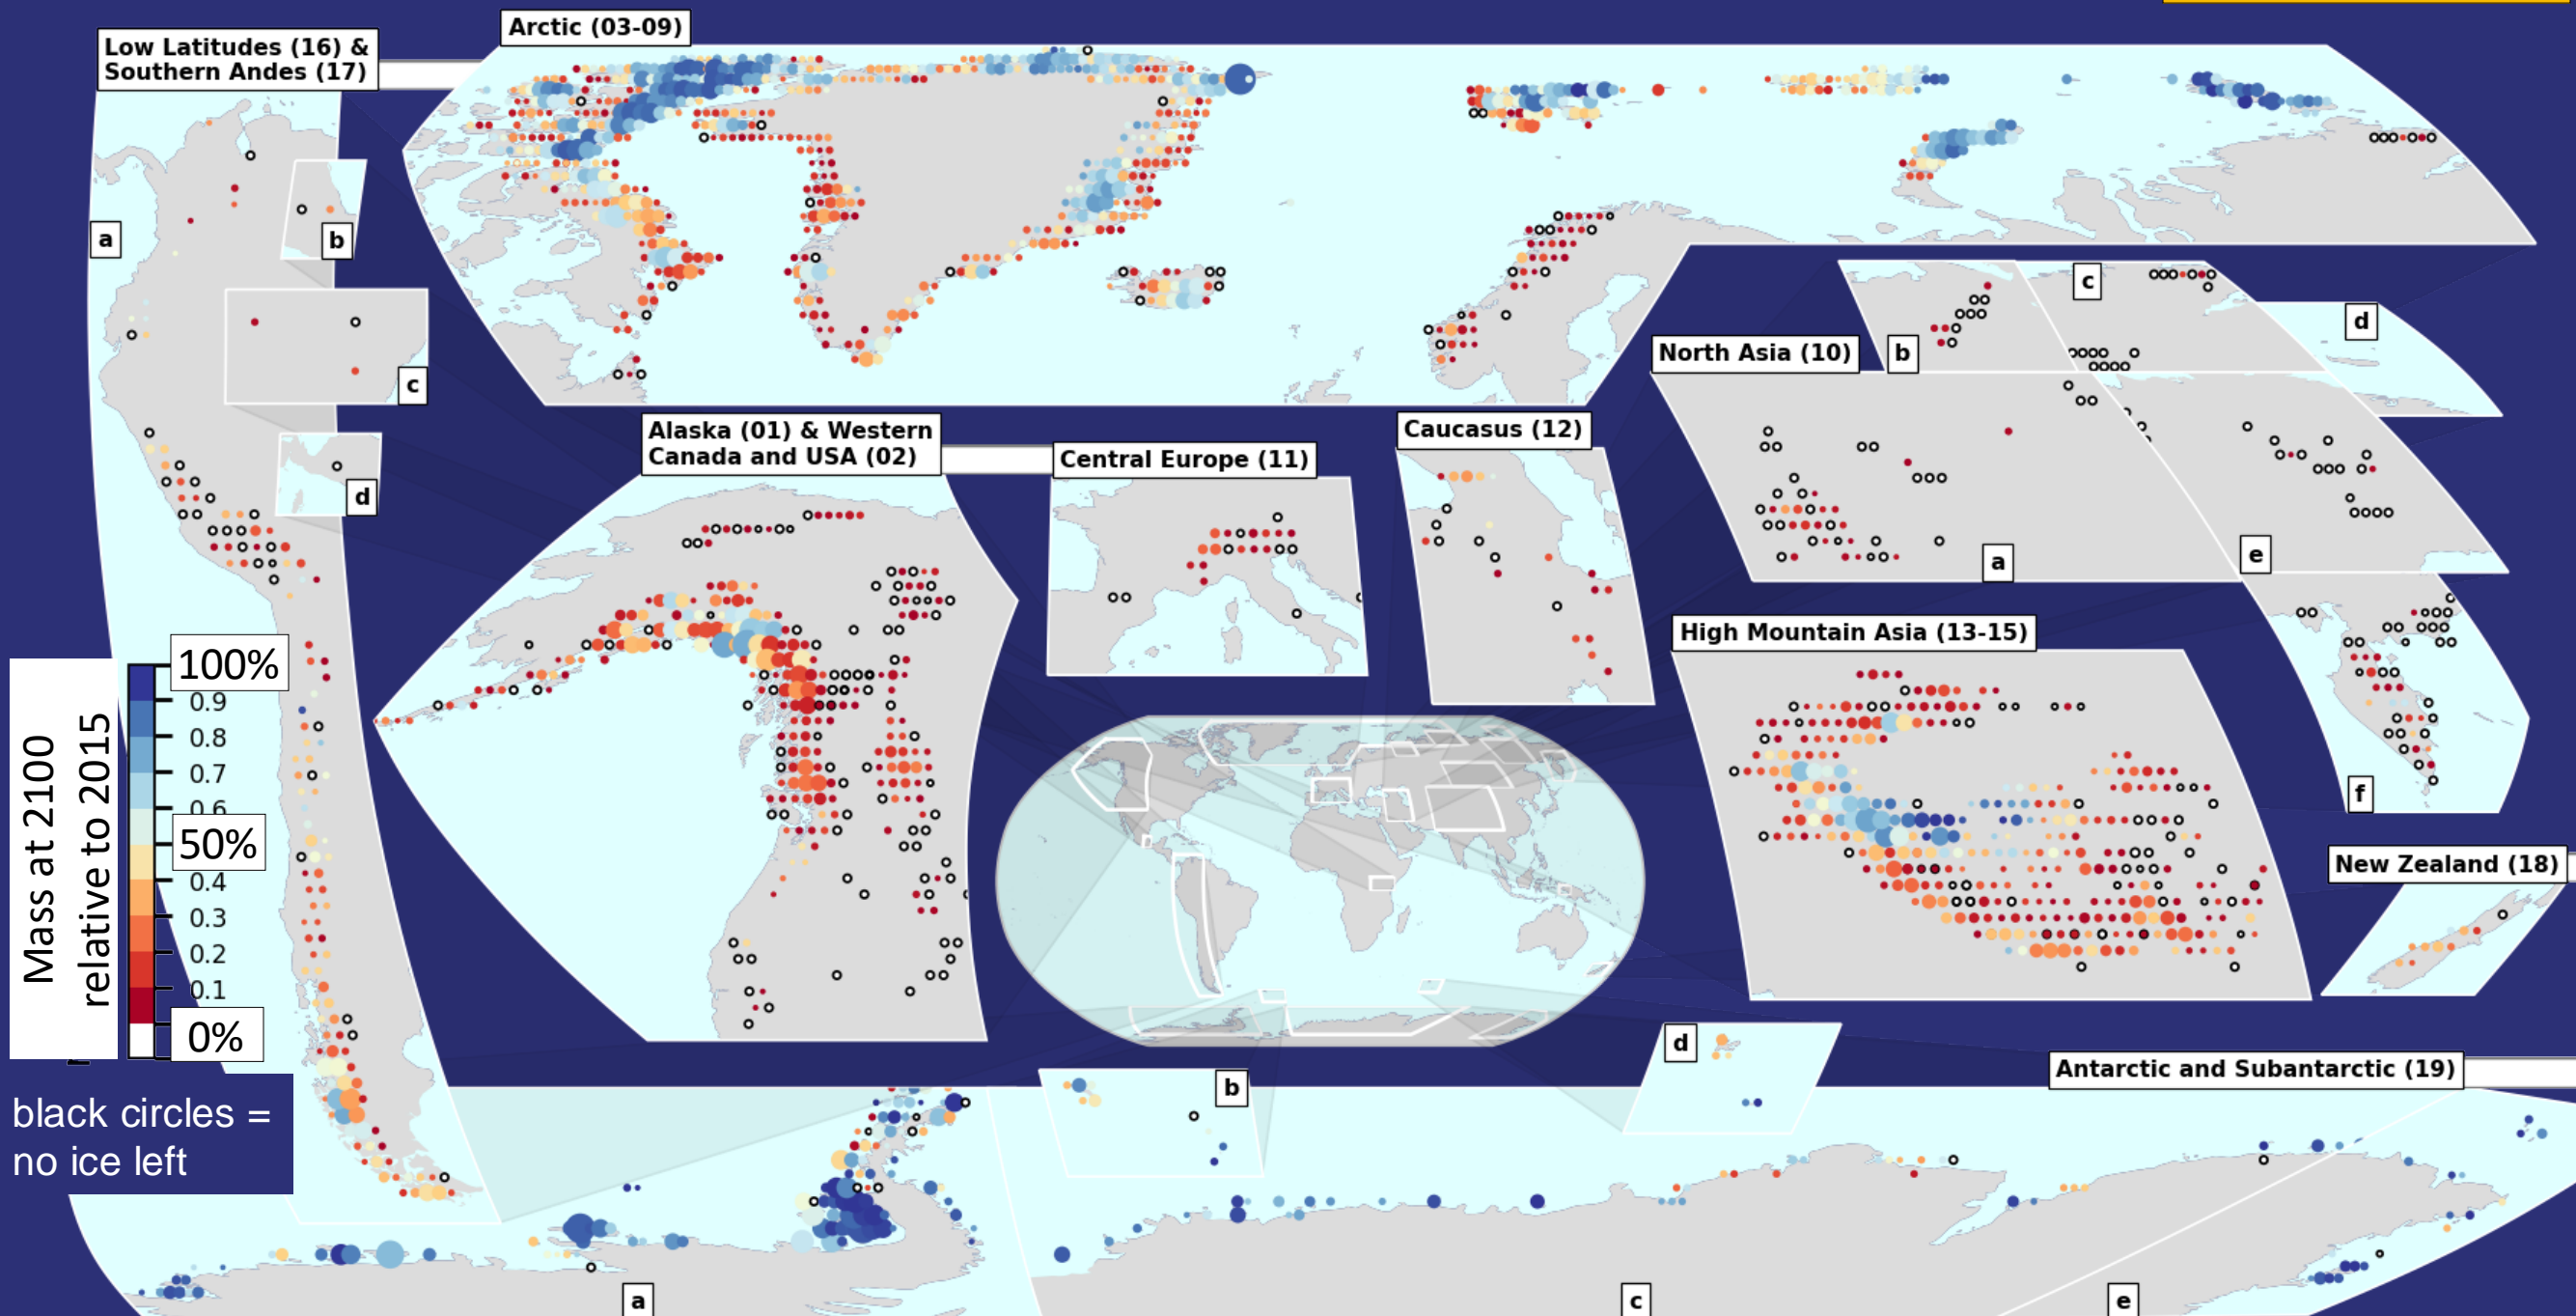 Arctic (03-09)
Low Latitudes (16) &
Southern Andes (17)
a
b
c
d
Alaska (01) & Western
Canada and USA (02)
Central Europe (11)
Caucasus (12)
North Asia (10)
b
c
d
a
e
f
High Mountain Asia (13-15)
New Zealand (18)
Antarctic and Subantarctic (19)
b
d
a
c
e
Mass at 2100
relative to 2015
100%
0.9
0.8
0.7
0.6
50%
0.4
0.3
0.2
0.1
0%
black circles =
no ice left